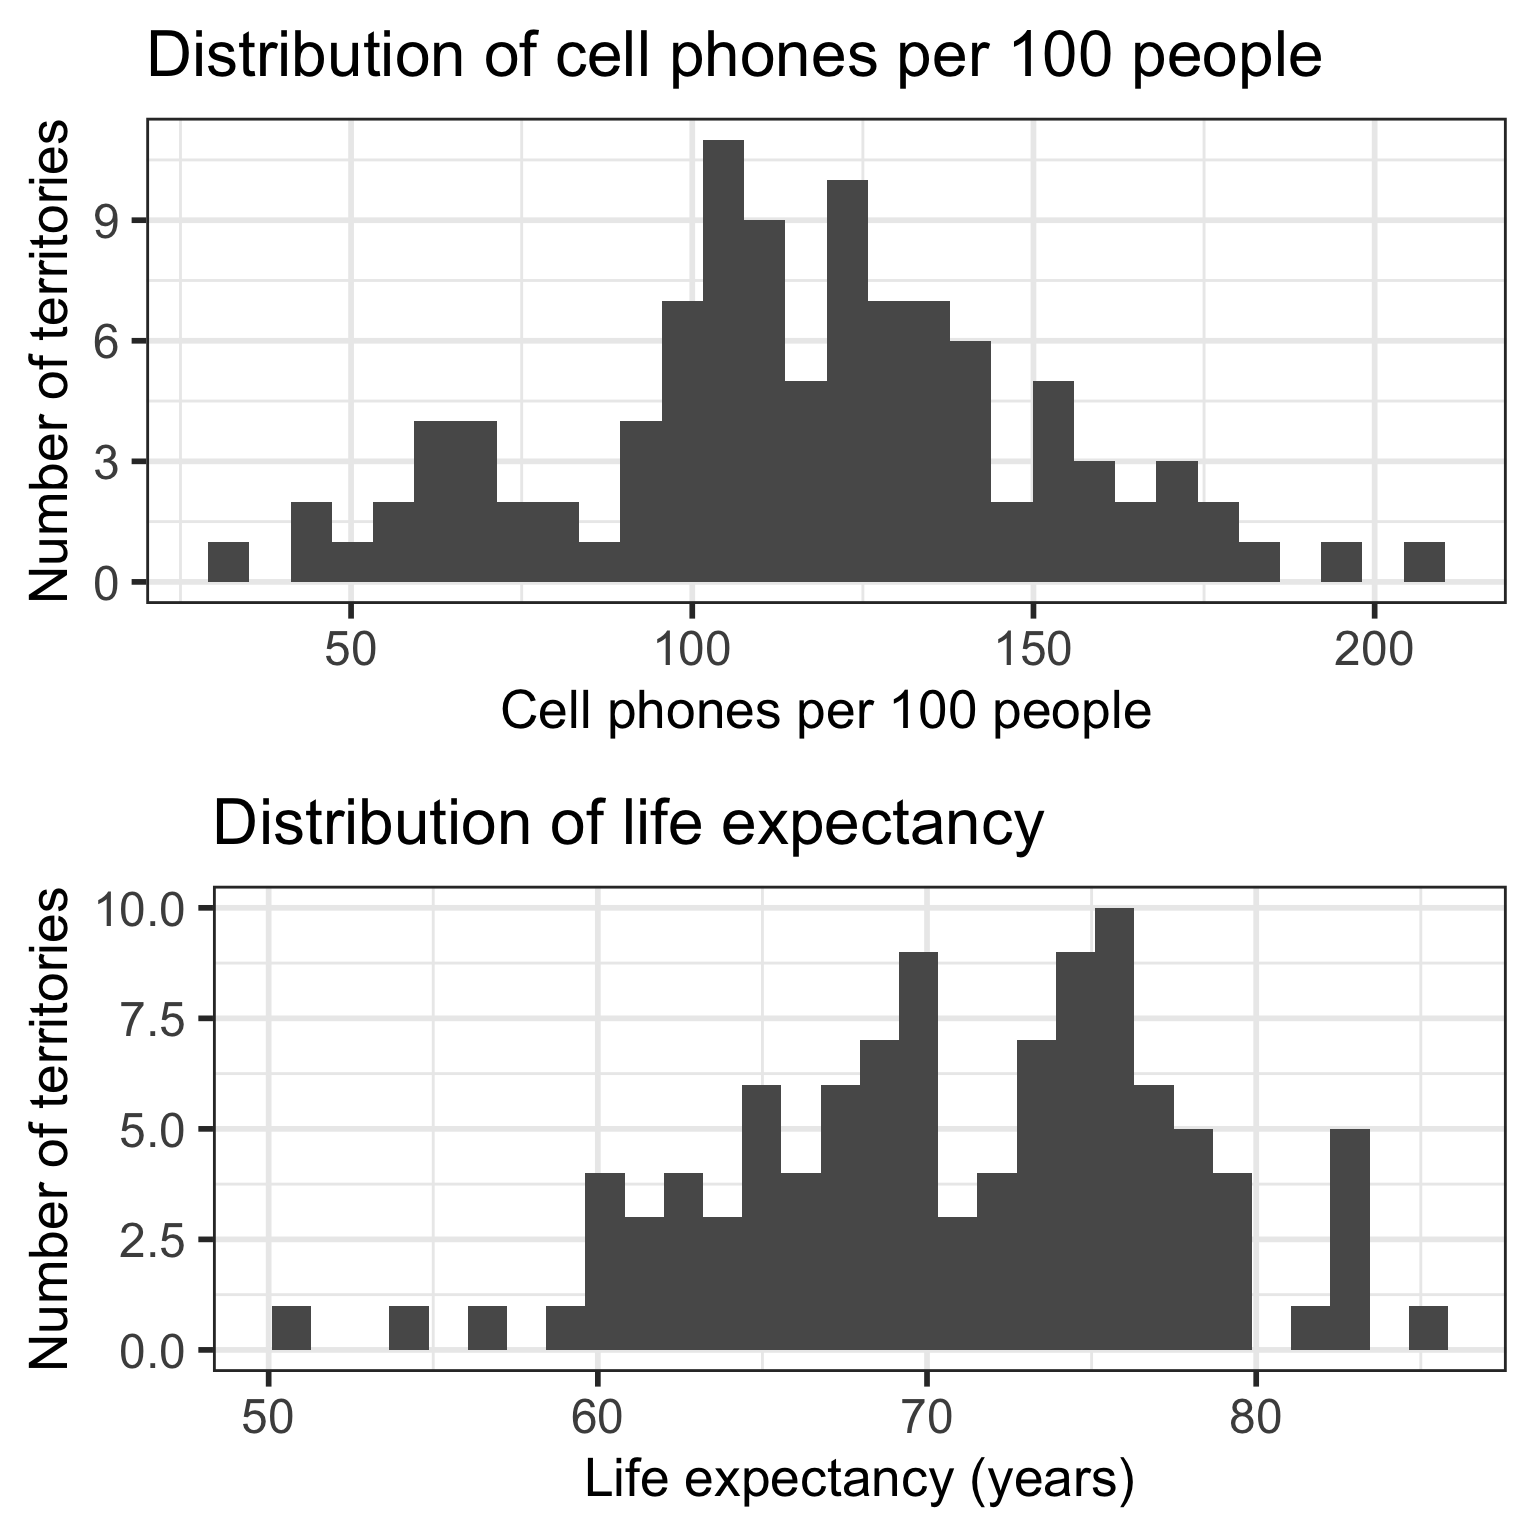 Distribution of cell phones per 100 people
Number of territories
9
6
3
0
50 100 150 200
Cell phones per 100 people
Distribution of life expectancy
Number of territories
10.0
7.5
5.0
2.5
0.0
50 60 70 80
Life expectancy (years)